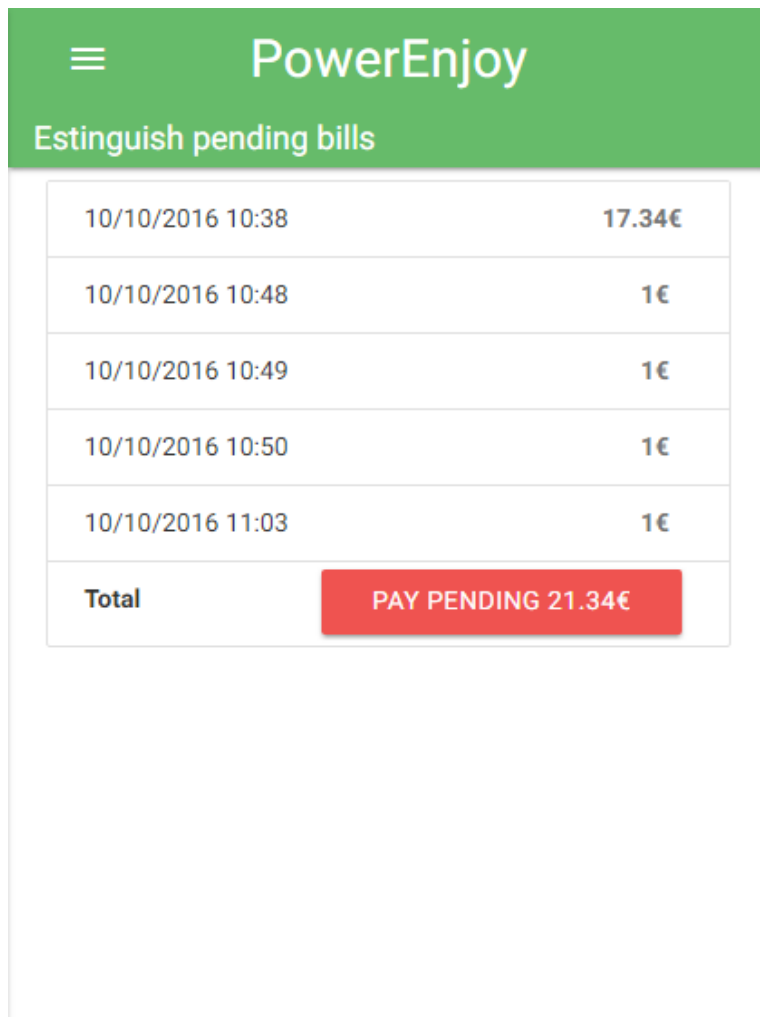 PowerEnjoy
Estinguish pending bills
10/10/2016 10:38 17.34€
10/10/2016 10:48 1€
10/10/2016 10:49 1€
10/10/2016 10:50 1€
10/10/2016 11:03 1€
Total PAY PENDING 21.34€